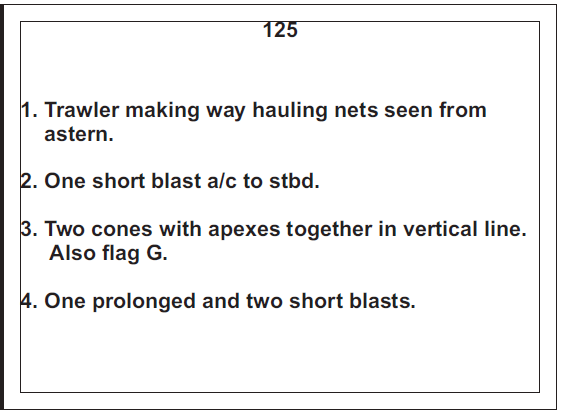 125
1. Trawler making way hauling nets seen from
astern.
2. One short blast a/c to stbd.
3. Two cones with apexes together in vertical line.
Also flag G.
4. One prolonged and two short blasts.